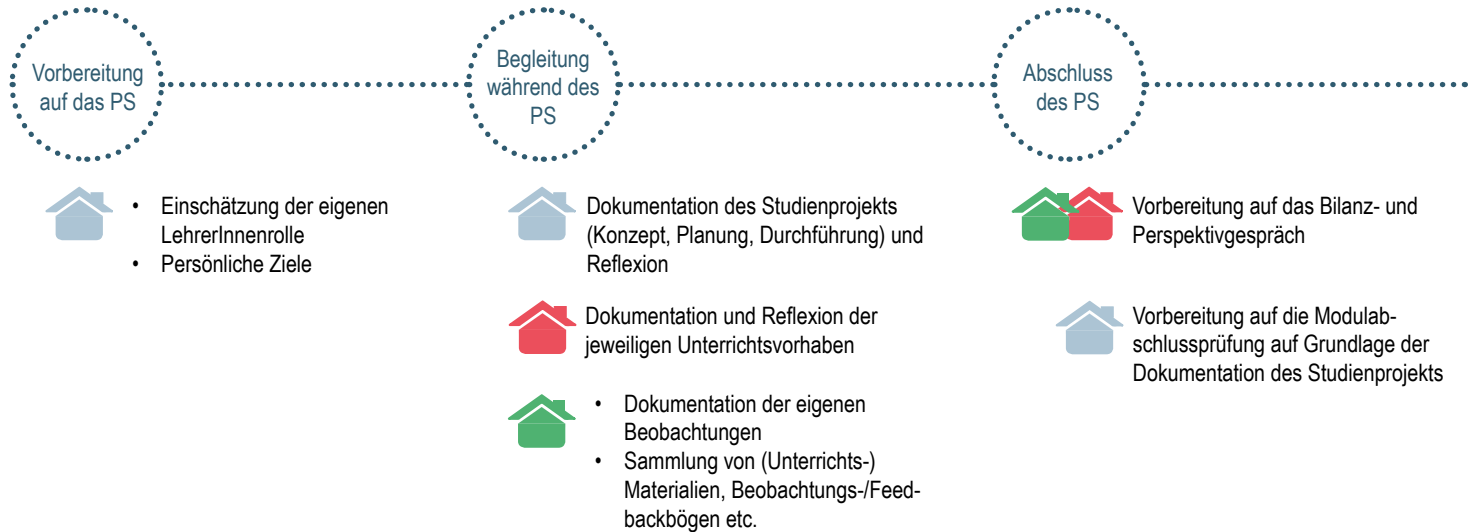 Vorbereitung
auf das PS
Begleitung
während des
PS
Abschluss
des PS
• Einschätzung der eigenen
LehrerInnenrolle
• Persönliche Ziele
Dokumentation des Studienprojekts
(Konzept, Planung, Durchführung) und
Reflexion
Dokumentation und Reflexion der
jeweiligen Unterrichtsvorhaben
• Dokumentation der eigenen
Beobachtungen
• Sammlung von (Unterrichts-)
Materialien, Beobachtungs-/Feed-
backbögen etc.
Vorbereitung auf das Bilanz- und
Perspektivgespräch
Vorbereitung auf die Modulab-
schlussprüfung auf Grundlage der
Dokumentation des Studienprojekts